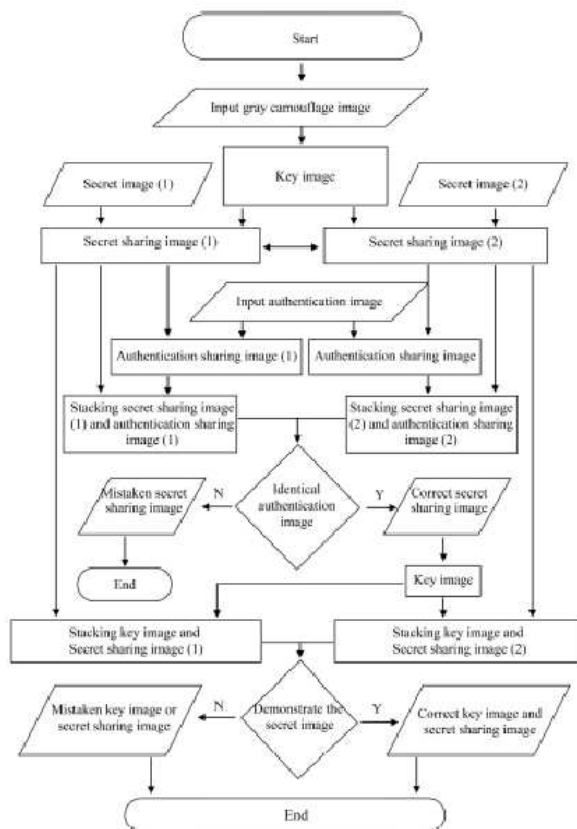 Start
Input gray camouflage image
Secret image (1)
Key image
Secret image (2)
Secret sharing image (1)
Secret sharing image (2)
Input authentication image
Authentication sharing image (1)
Authentication sharing image
Stacking secret sharing image
(1) and authentication sharing
image (1)
Stacking secret sharing image
(2) and authentication sharing
image (2)
Mistaken secret
sharing image
N
Identical
authentication
image
Y
Correct secret
sharing image
End
Key image
Stacking key image and
Secret sharing image (1)
Stacking key image and
Secret sharing image (2)
Mistaken key image or
secret sharing image
N
Demonstrate the
secret image
Y
Correct key image and
secret sharing image
End